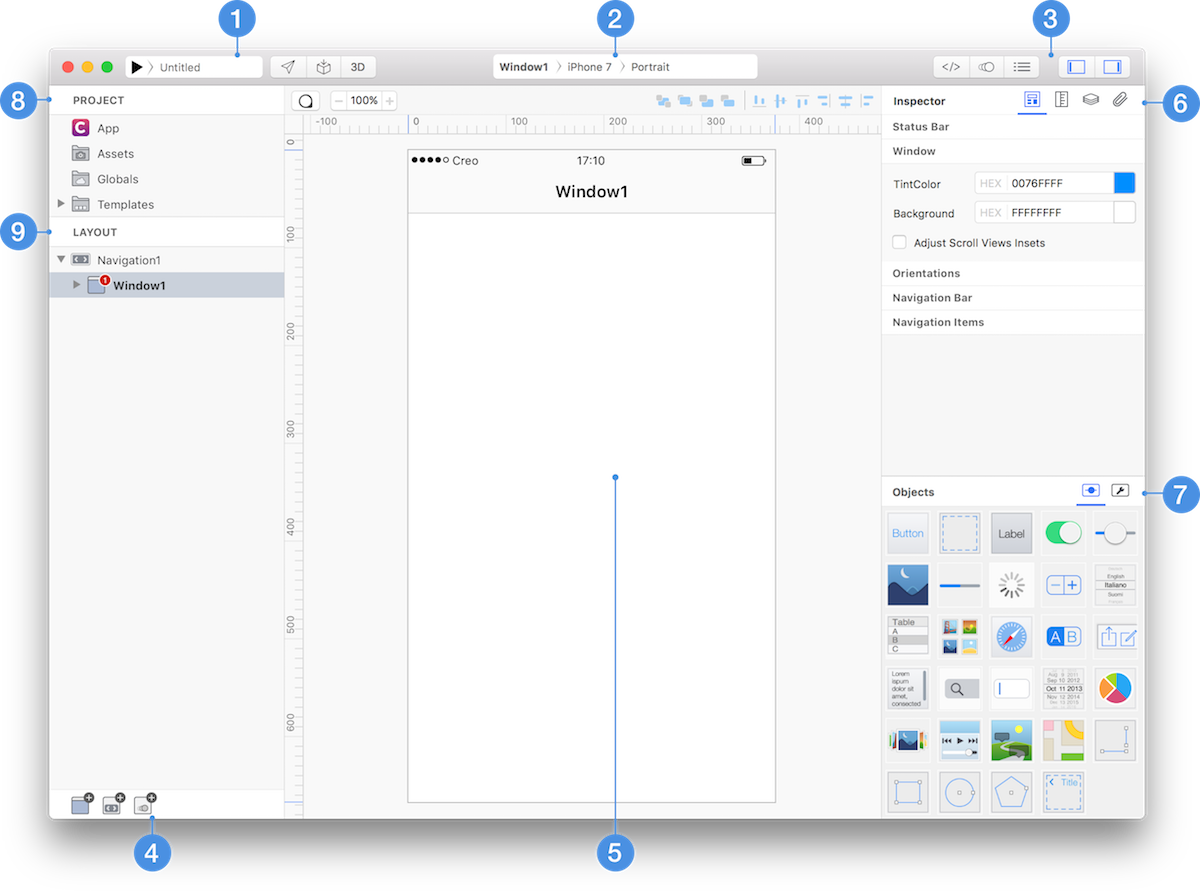 1
2
3
Untitled
3D
Window1 > iPhone 7 > Portrait
</>
8
PROJECT
App
Assets
Globals
Templates
9
LAYOUT
Navigation1
1
Window1
4
100%
-100 0 100 200 300 400
0
100
200
300
400
500
600
Creo 17:10
Window1
5
Inspector
6
Status Bar
Window
TintColor HEX 0076FFFF
Background HEX FFFFFFFF
Adjust Scroll Views Insets
Orientations
Navigation Bar
Navigation Items
Objects
7
Button
Label
English
Italiano
Suomi
Table
A
B
C
A B
Lorem
ipsum
dolor sit
amet,
consected
Sep 10 2012
Oct 11 2013
Nov 12 2014
Title